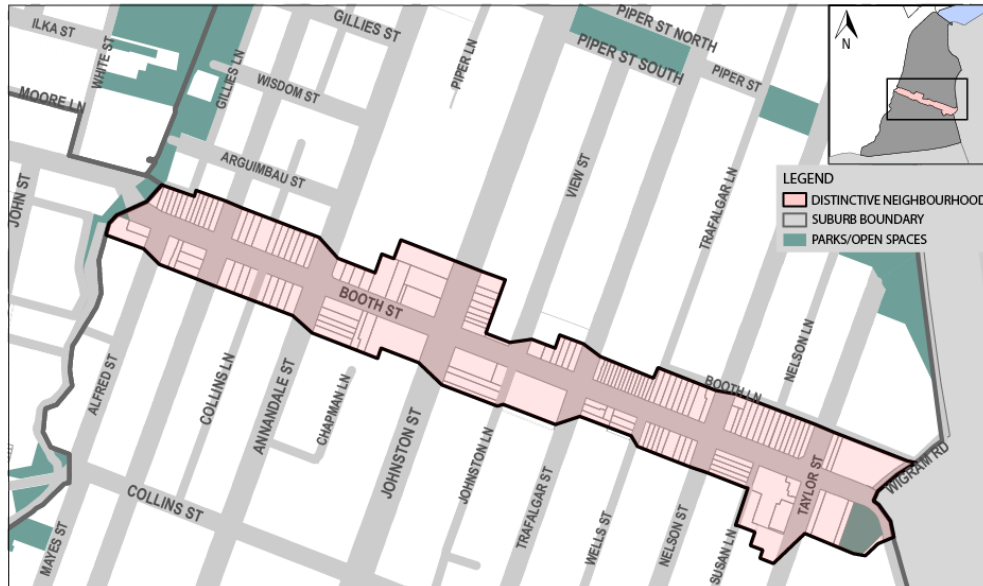 ILKA ST
WHITE ST
MOORE LN
GILLIES ST
GILLIES LN
WISDOM ST
PIPER LN
PIPER ST NORTH
PIPER ST SOUTH
PIPER ST
N
LEGEND
DISTINCTIVE NEIGHBOURHOOD
SUBURB BOUNDARY
PARKS/OPEN SPACES
JOHN ST
ARGUIMBAU ST
VIEW ST
TRAFALGAR LN
BOOTH ST
NELSON LN
BOOTH LN
ALFRED ST
COLLINS LN
ANNANDALE ST
CHAPMAN LN
JOHNSTON ST
JOHNSTON LN
TRAFALGAR ST
WELLS ST
NELSON ST
SUSAN LN
TAYLOR ST
WIGRAM RD
COLLINS ST
MAYES ST